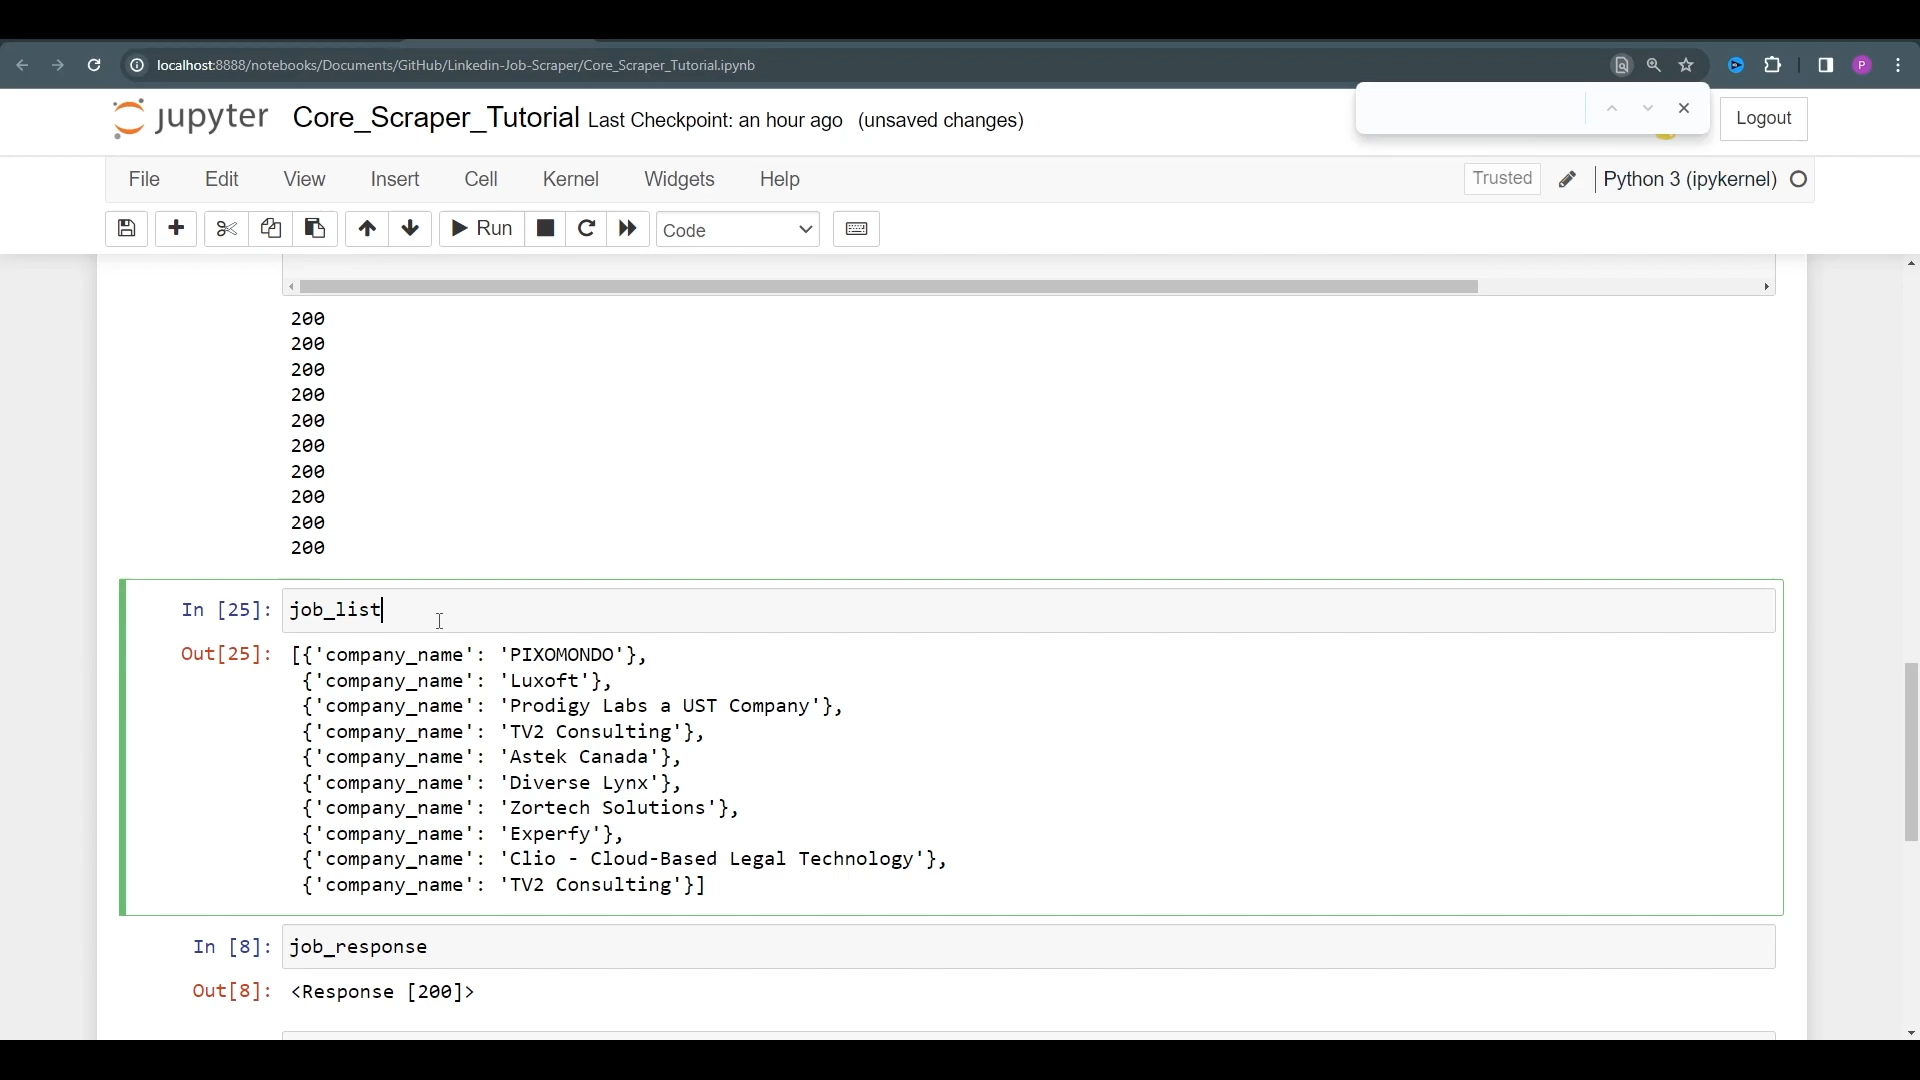 localhost:8888/notebooks/Documents/GitHub/Linkedin-Job-Scraper/Core_Scraper_Tutorial.ipynb
P
jupyter Core_Scraper_Tutorial Last Checkpoint: an hour ago (unsaved changes)
Logout
File Edit View Insert Cell Kernel Widgets Help
Trusted Python 3 (ipykernel)
Run Code
200
200
200
200
200
200
200
200
200
200
In [25]: job_list
Out[25]: [{'company_name': 'PIXOMONDO'},
{'company_name': 'Luxoft'},
{'company_name': 'Prodigy Labs a UST Company'},
{'company_name': 'TV2 Consulting'},
{'company_name': 'Astek Canada'},
{'company_name': 'Diverse Lynx'},
{'company_name': 'Zortech Solutions'},
{'company_name': 'Experfy'},
{'company_name': 'Clio - Cloud-Based Legal Technology'},
{'company_name': 'TV2 Consulting'}]
In [8]: job_response
Out[8]: <Response [200]>